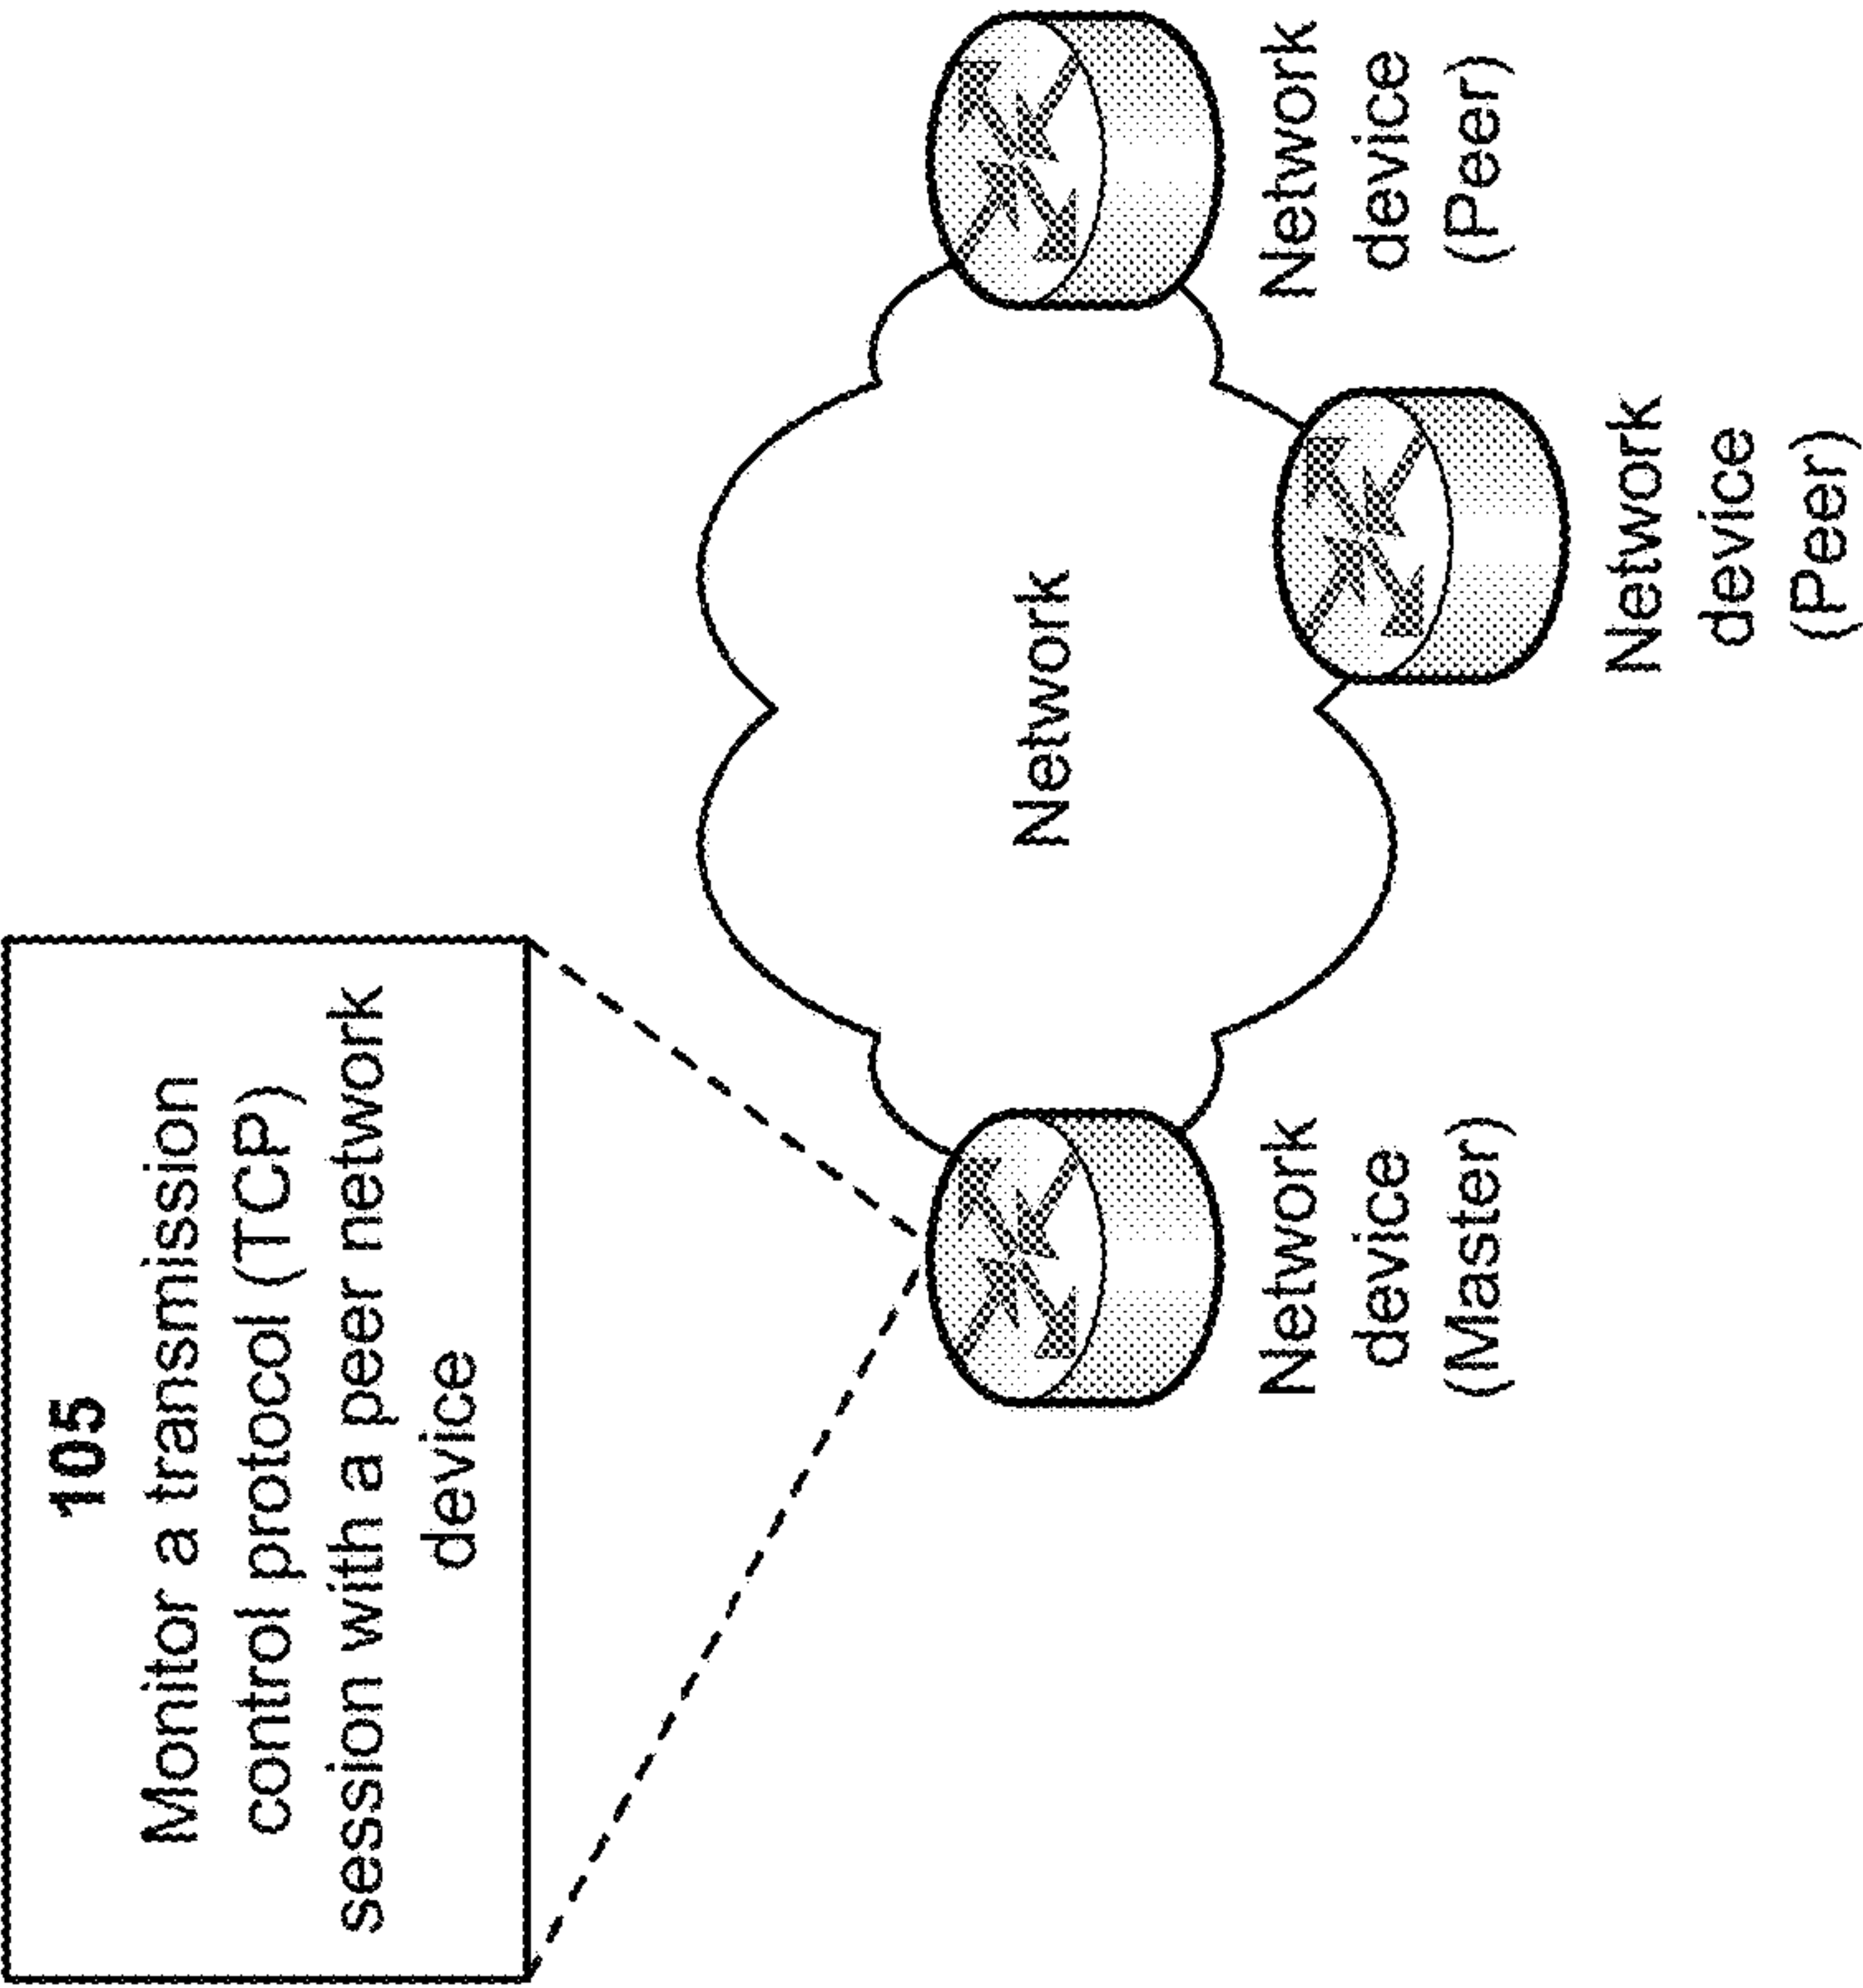 105
Monitor a transmission
control protocol (TCP)
session with a peer network
device
Network
Network
device
(Master)
Network
device
(Peer)
Network
device
(Peer)